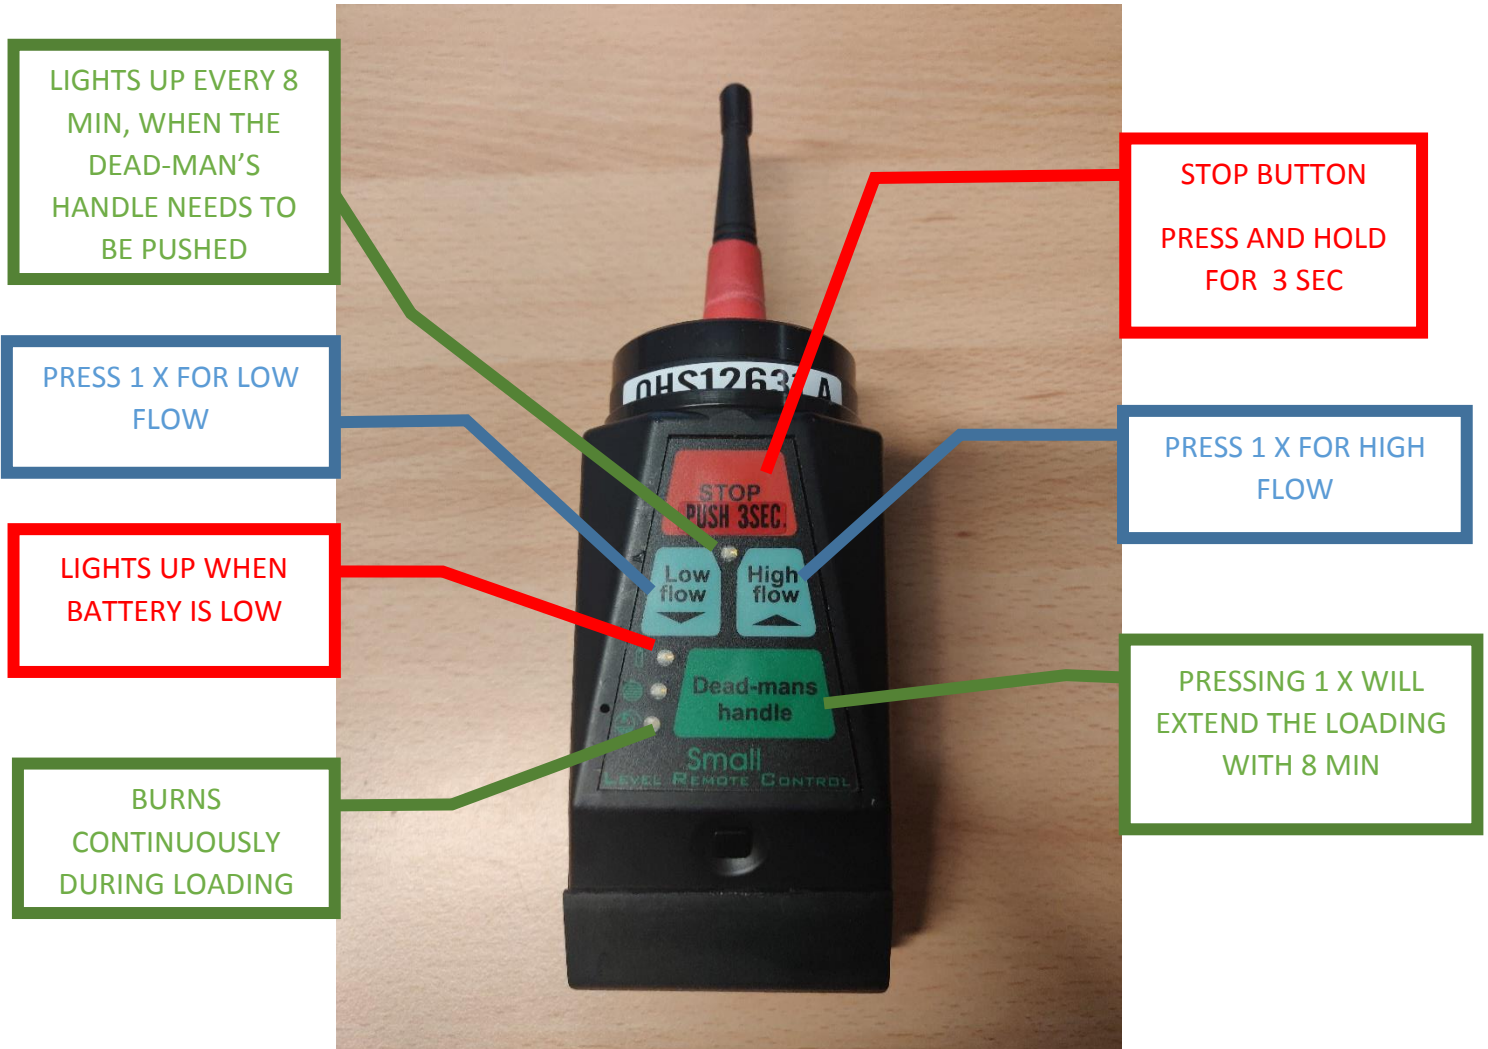 LIGHTS UP EVERY 8
MIN, WHEN THE
DEAD-MAN’S
HANDLE NEEDS TO
BE PUSHED
PRESS 1 X FOR LOW
FLOW
LIGHTS UP WHEN
BATTERY IS LOW
BURNS
CONTINUOUSLY
DURING LOADING
STOP
PUSH 3SEC.
Low
flow
High
flow
Dead-mans
handle
Small
LEVEL REMOTE CONTROL
STOP BUTTON
PRESS AND HOLD
FOR  3 SEC
PRESS 1 X FOR HIGH
FLOW
PRESSING 1 X WILL
EXTEND THE LOADING
WITH 8 MIN